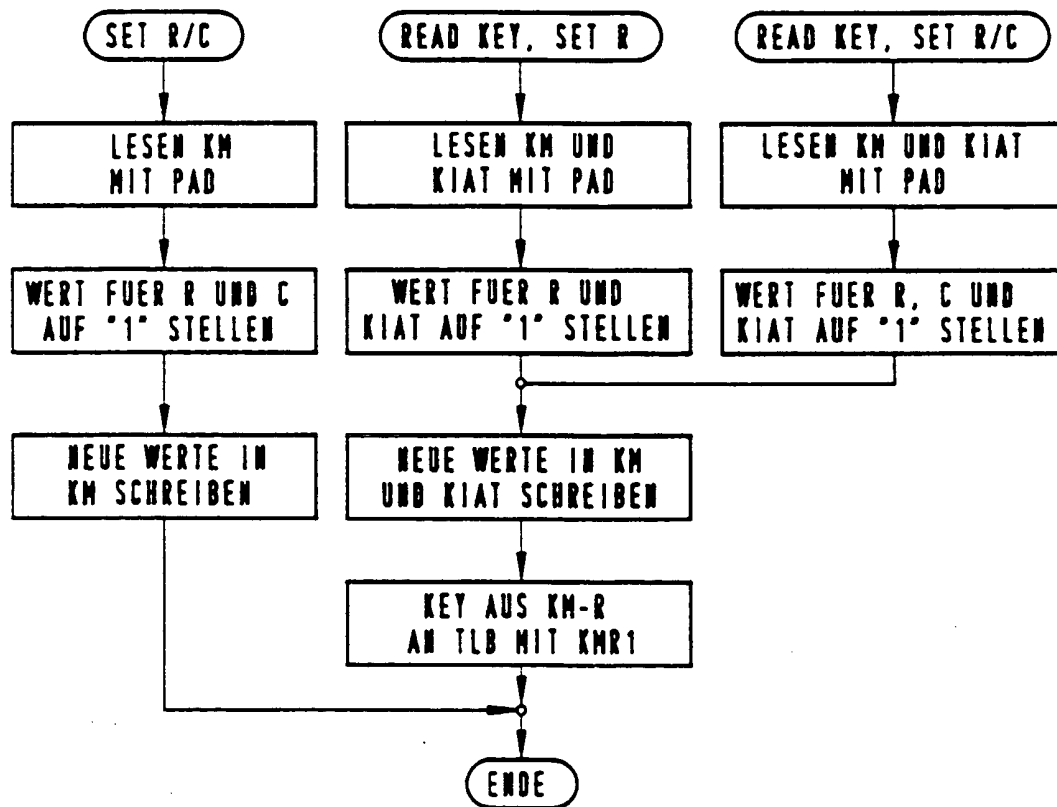 SET R/C
LESEN KM
MIT PAD
WERT FUER R UND C
AUF "1" STELLEN
NEUE WERTE IN
KM SCHREIBEN
READ KEY, SET R
LESEN KM UND
KIAT MIT PAD
WERT FUER R UND
KIAT AUF "1" STELLEN
NEUE WERTE IN KM
UND KIAT SCHREIBEN
KEY AUS KM-R
AN TLB MIT KMR1
READ KEY, SET R/C
LESEN KM UND KIAT
MIT PAD
WERT FUER R, C UND
KIAT AUF "1" STELLEN
ENDE